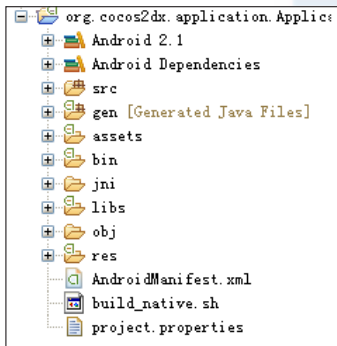 org.cocos2dx.application.Applica
Android 2.1
Android Dependencies
src
gen [Generated Java Files]
assets
bin
jni
libs
obj
res
AndroidManifest.xml
build_native.sh
project.properties